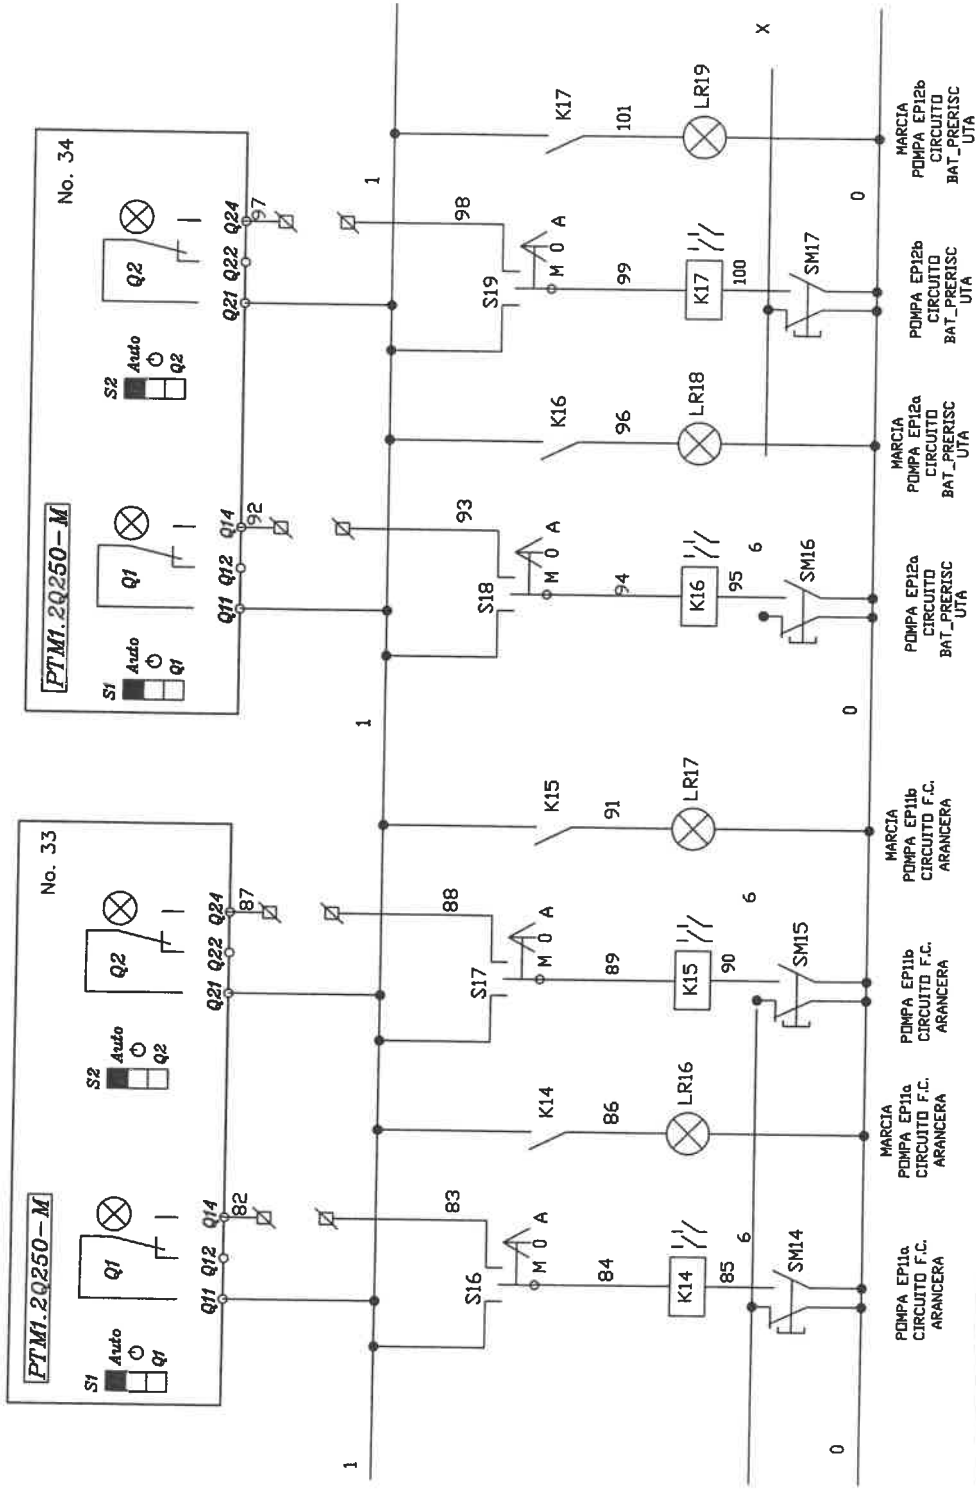 PTM1.2Q250-M
No. 33
S1
Auto
Q1
Q1
Q11 Q12 Q14
82
S2
Auto
Q2
Q2
Q21 Q22 Q24
87
PTM1.2Q250-M
No. 34
S1
Auto
Q1
Q1
Q11 Q12 Q14
92
S2
Auto
Q2
Q2
Q21 Q22 Q24
97
1
1
1
83
88
93
98
S16
M 0 A
S17
M 0 A
S18
M 0 A
S19
M 0 A
K14
K15
K16
K17
84
86
89
91
94
96
99
101
K14
LR16
K15
LR17
K16
LR18
K17
LR19
85
6
90
6
95
6
100
X
SM14
SM15
SM16
SM17
0
0
0
POMPA EP11a
CIRCUITO F.C.
ARANCERA
MARCIA
POMPA EP11a
CIRCUITO F.C.
ARANCERA
POMPA EP11b
CIRCUITO F.C.
ARANCERA
MARCIA
POMPA EP11b
CIRCUITO F.C.
ARANCERA
POMPA EP12a
CIRCUITO
BAT_PRERISC
UTA
MARCIA
POMPA EP12a
CIRCUITO
BAT_PRERISC
UTA
POMPA EP12b
CIRCUITO
BAT_PRERISC
UTA
MARCIA
POMPA EP12b
CIRCUITO
BAT_PRERISC
UTA